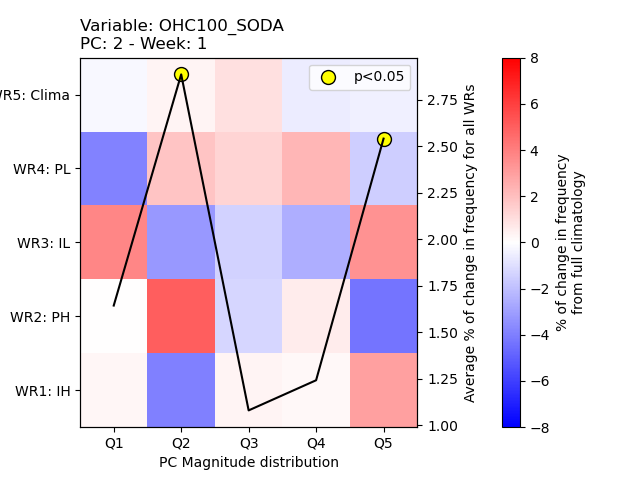 Variable: OHC100_SODA
PC: 2 - Week: 1
p<0.05
WR5: Clima
WR4: PL
WR3: IL
WR2: PH
WR1: IH
Q1 Q2 Q3 Q4 Q5
PC Magnitude distribution
2.75
2.50
2.25
2.00
1.75
1.50
1.25
1.00
Average % of change in frequency for all WRs
8
6
4
2
0
−2
−4
−6
−8
% of change in frequency
from full climatology